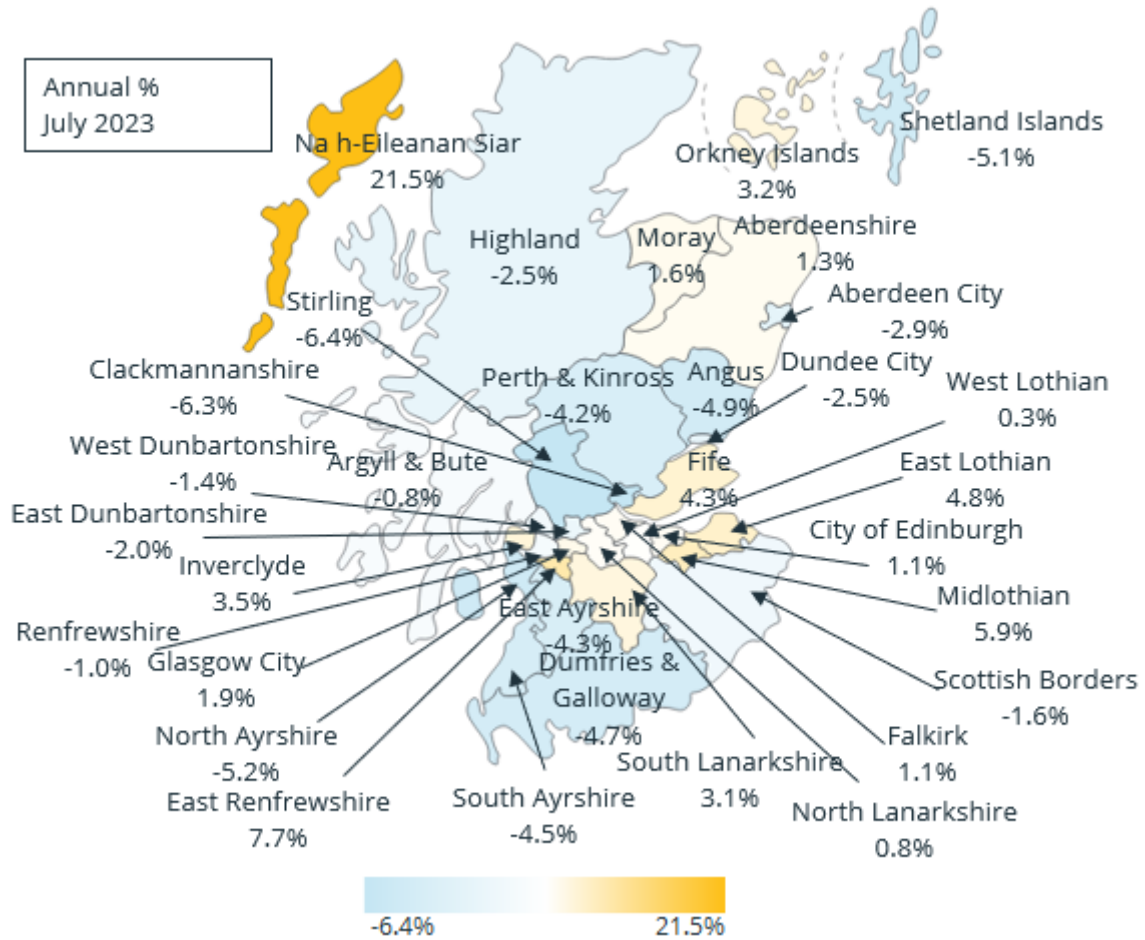 Annual %
July 2023
Na h-Eileanan Siar
21.5%
Orkney Islands
3.2%
Shetland Islands
-5.1%
Highland
-2.5%
Moray
1.6%
Aberdeenshire
1.3%
Stirling
-6.4%
Aberdeen City
-2.9%
Clackmannanshire
-6.3%
Perth & Kinross
-4.2%
Angus
-4.9%
Dundee City
-2.5%
West Lothian
0.3%
West Dunbartonshire
-1.4%
Argyll & Bute
-0.8%
Fife
4.3%
East Lothian
4.8%
East Dunbartonshire
-2.0%
City of Edinburgh
1.1%
Inverclyde
3.5%
Midlothian
5.9%
Renfrewshire
-1.0%
East Ayrshire
-4.3%
Glasgow City
1.9%
Dumfries &
Galloway
-4.7%
Scottish Borders
-1.6%
North Ayrshire
-5.2%
Falkirk
1.1%
South Lanarkshire
3.1%
East Renfrewshire
7.7%
South Ayrshire
-4.5%
North Lanarkshire
0.8%
-6.4%
21.5%